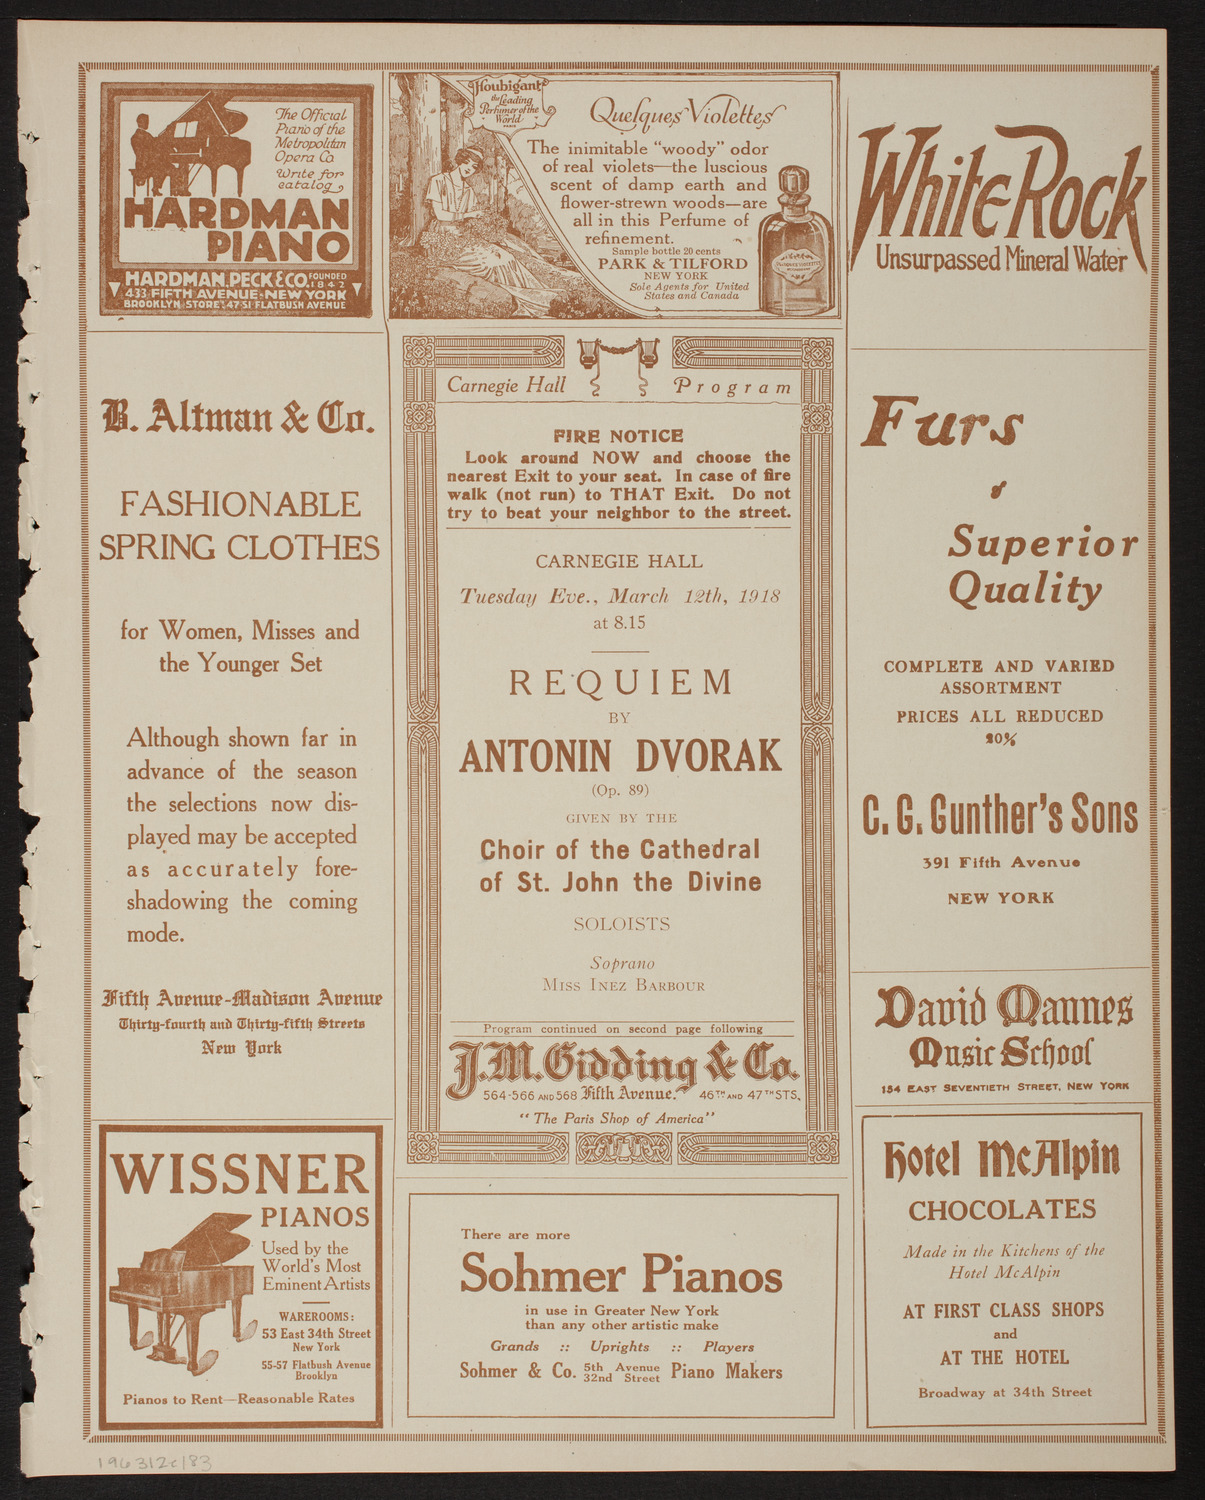 The Official
Piano of the
Metropolitan
Opera Co
Write for
catalog
HARDMAN
PIANO
HARDMAN, PECK & CO. FOUNDED 1842
433 FIFTH AVENUE · NEW YORK
BROOKLYN STORE, 47-51 FLATBUSH AVENUE
Houbigant
the Leading
Perfumer of the
World
PARIS
Quelques Violettes
The inimitable "woody" odor
of real violets—the luscious
scent of damp earth and
flower-strewn woods—are
all in this Perfume of
refinement.
Sample bottle 20 cents
PARK & TILFORD
NEW YORK
Sole Agents for United
States and Canada
White Rock
Unsurpassed Mineral Water
B. Altman & Co.
FASHIONABLE
SPRING CLOTHES
for Women, Misses and
the Younger Set
Although shown far in
advance of the season
the selections now dis-
played may be accepted
as accurately fore-
shadowing the coming
mode.
Fifth Avenue-Madison Avenue
Thirty-fourth and Thirty-fifth Streets
New York
Carnegie Hall Program
FIRE NOTICE
Look around NOW and choose the
nearest Exit to your seat. In case of fire
walk (not run) to THAT Exit. Do not
try to beat your neighbor to the street.
CARNEGIE HALL
Tuesday Eve., March 12th, 1918
at 8.15
REQUIEM
BY
ANTONIN DVORAK
(Op. 89)
GIVEN BY THE
Choir of the Cathedral
of St. John the Divine
SOLOISTS
Soprano
MISS INEZ BARBOUR
Program continued on second page following
J.M. Gidding & Co.
564-566 AND 568 Fifth Avenue. 46TH AND 47TH STS.
"The Paris Shop of America"
Furs
of
Superior
Quality
COMPLETE AND VARIED
ASSORTMENT
PRICES ALL REDUCED
20%
C. G. Gunther's Sons
391 Fifth Avenue
NEW YORK
David Mannes
Music School
154 EAST SEVENTIETH STREET, NEW YORK
WISSNER
PIANOS
Used by the
World's Most
Eminent Artists
WAREROOMS:
53 East 34th Street
New York
55-57 Flatbush Avenue
Brooklyn
Pianos to Rent—Reasonable Rates
There are more
Sohmer Pianos
in use in Greater New York
than any other artistic make
Grands :: Uprights :: Players
Sohmer & Co. 5th Avenue 32nd Street Piano Makers
Hotel McAlpin
CHOCOLATES
Made in the Kitchens of the
Hotel McAlpin
AT FIRST CLASS SHOPS
and
AT THE HOTEL
Broadway at 34th Street